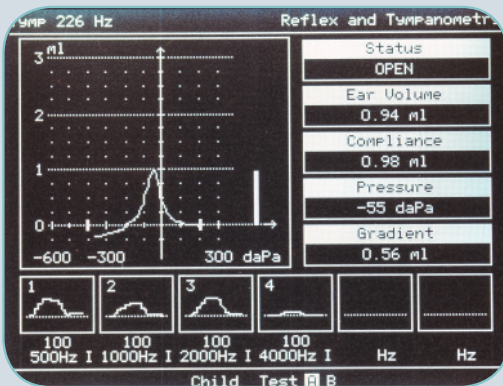 Tymp 226 Hz
Reflex and Tympanometry
ml
3
2
1
0
-600 -300 300 daPa
Status
OPEN
Ear Volume
0.94 ml
Compliance
0.98 ml
Pressure
-55 daPa
Gradient
0.56 ml
1 2 3 4
100 100 100 100
500Hz I 1000Hz I 2000Hz I 4000Hz I Hz Hz
Child Test A B